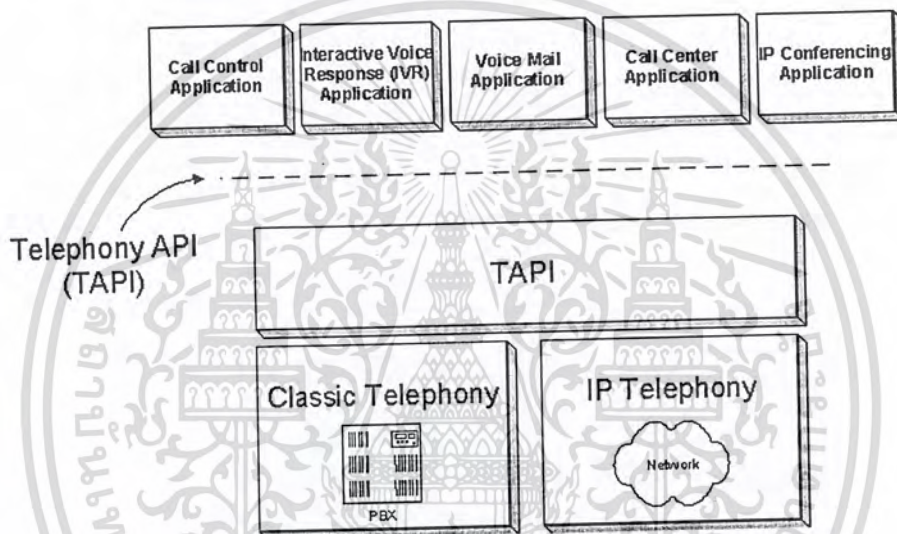 Call Control
Application
Interactive Voice
Response (IVR)
Application
Voice Mail
Application
Call Center
Application
IP Conferencing
Application
Telephony API
(TAPI)
TAPI
Classic Telephony
PBX
IP Telephony
Network